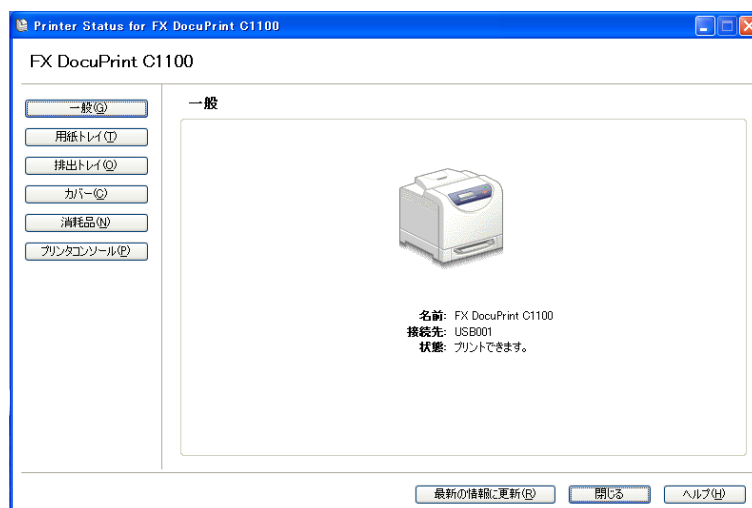 Printer Status for FX DocuPrint C1100
FX DocuPrint C1100
一般(G)
用紙トレイ(T)
排出トレイ(O)
カバー(C)
消耗品(N)
プリンタコンソール(P)
一般
名前: FX DocuPrint C1100
接続先: USB001
状態: プリントできます。
最新の情報に更新(R)
閉じる
ヘルプ(H)